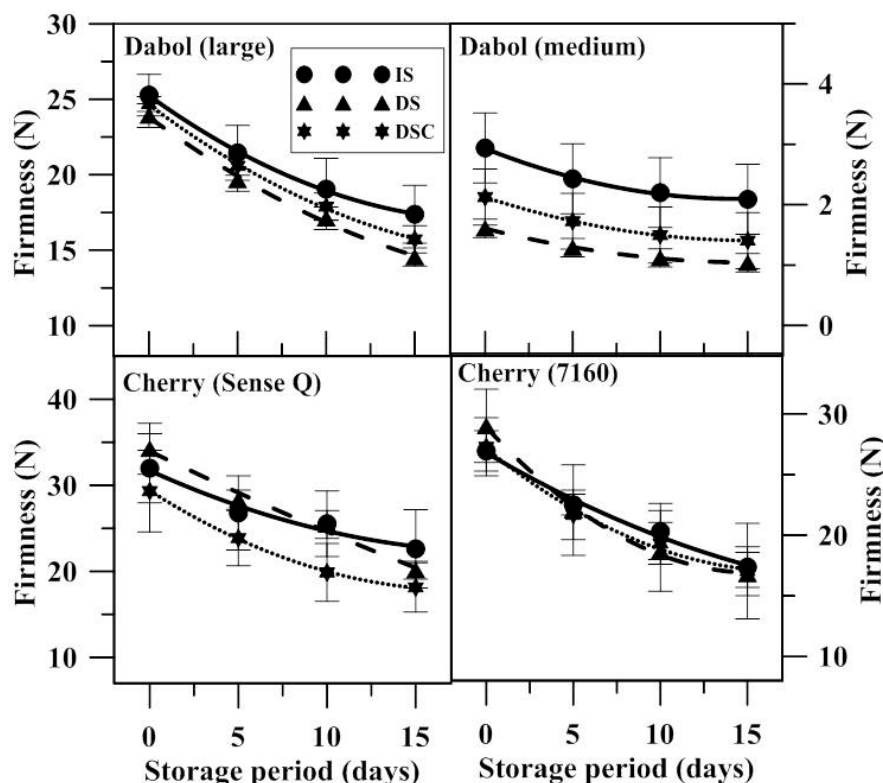 Dabol (large)
IS
DS
DSC
Firmness (N)
30
25
20
15
10
Dabol (medium)
Firmness (N)
4
2
0
Cherry (Sense Q)
Firmness (N)
40
30
20
10
0 5 10 15
Storage period (days)
Cherry (7160)
Firmness (N)
30
20
10
0 5 10 15
Storage period (days)